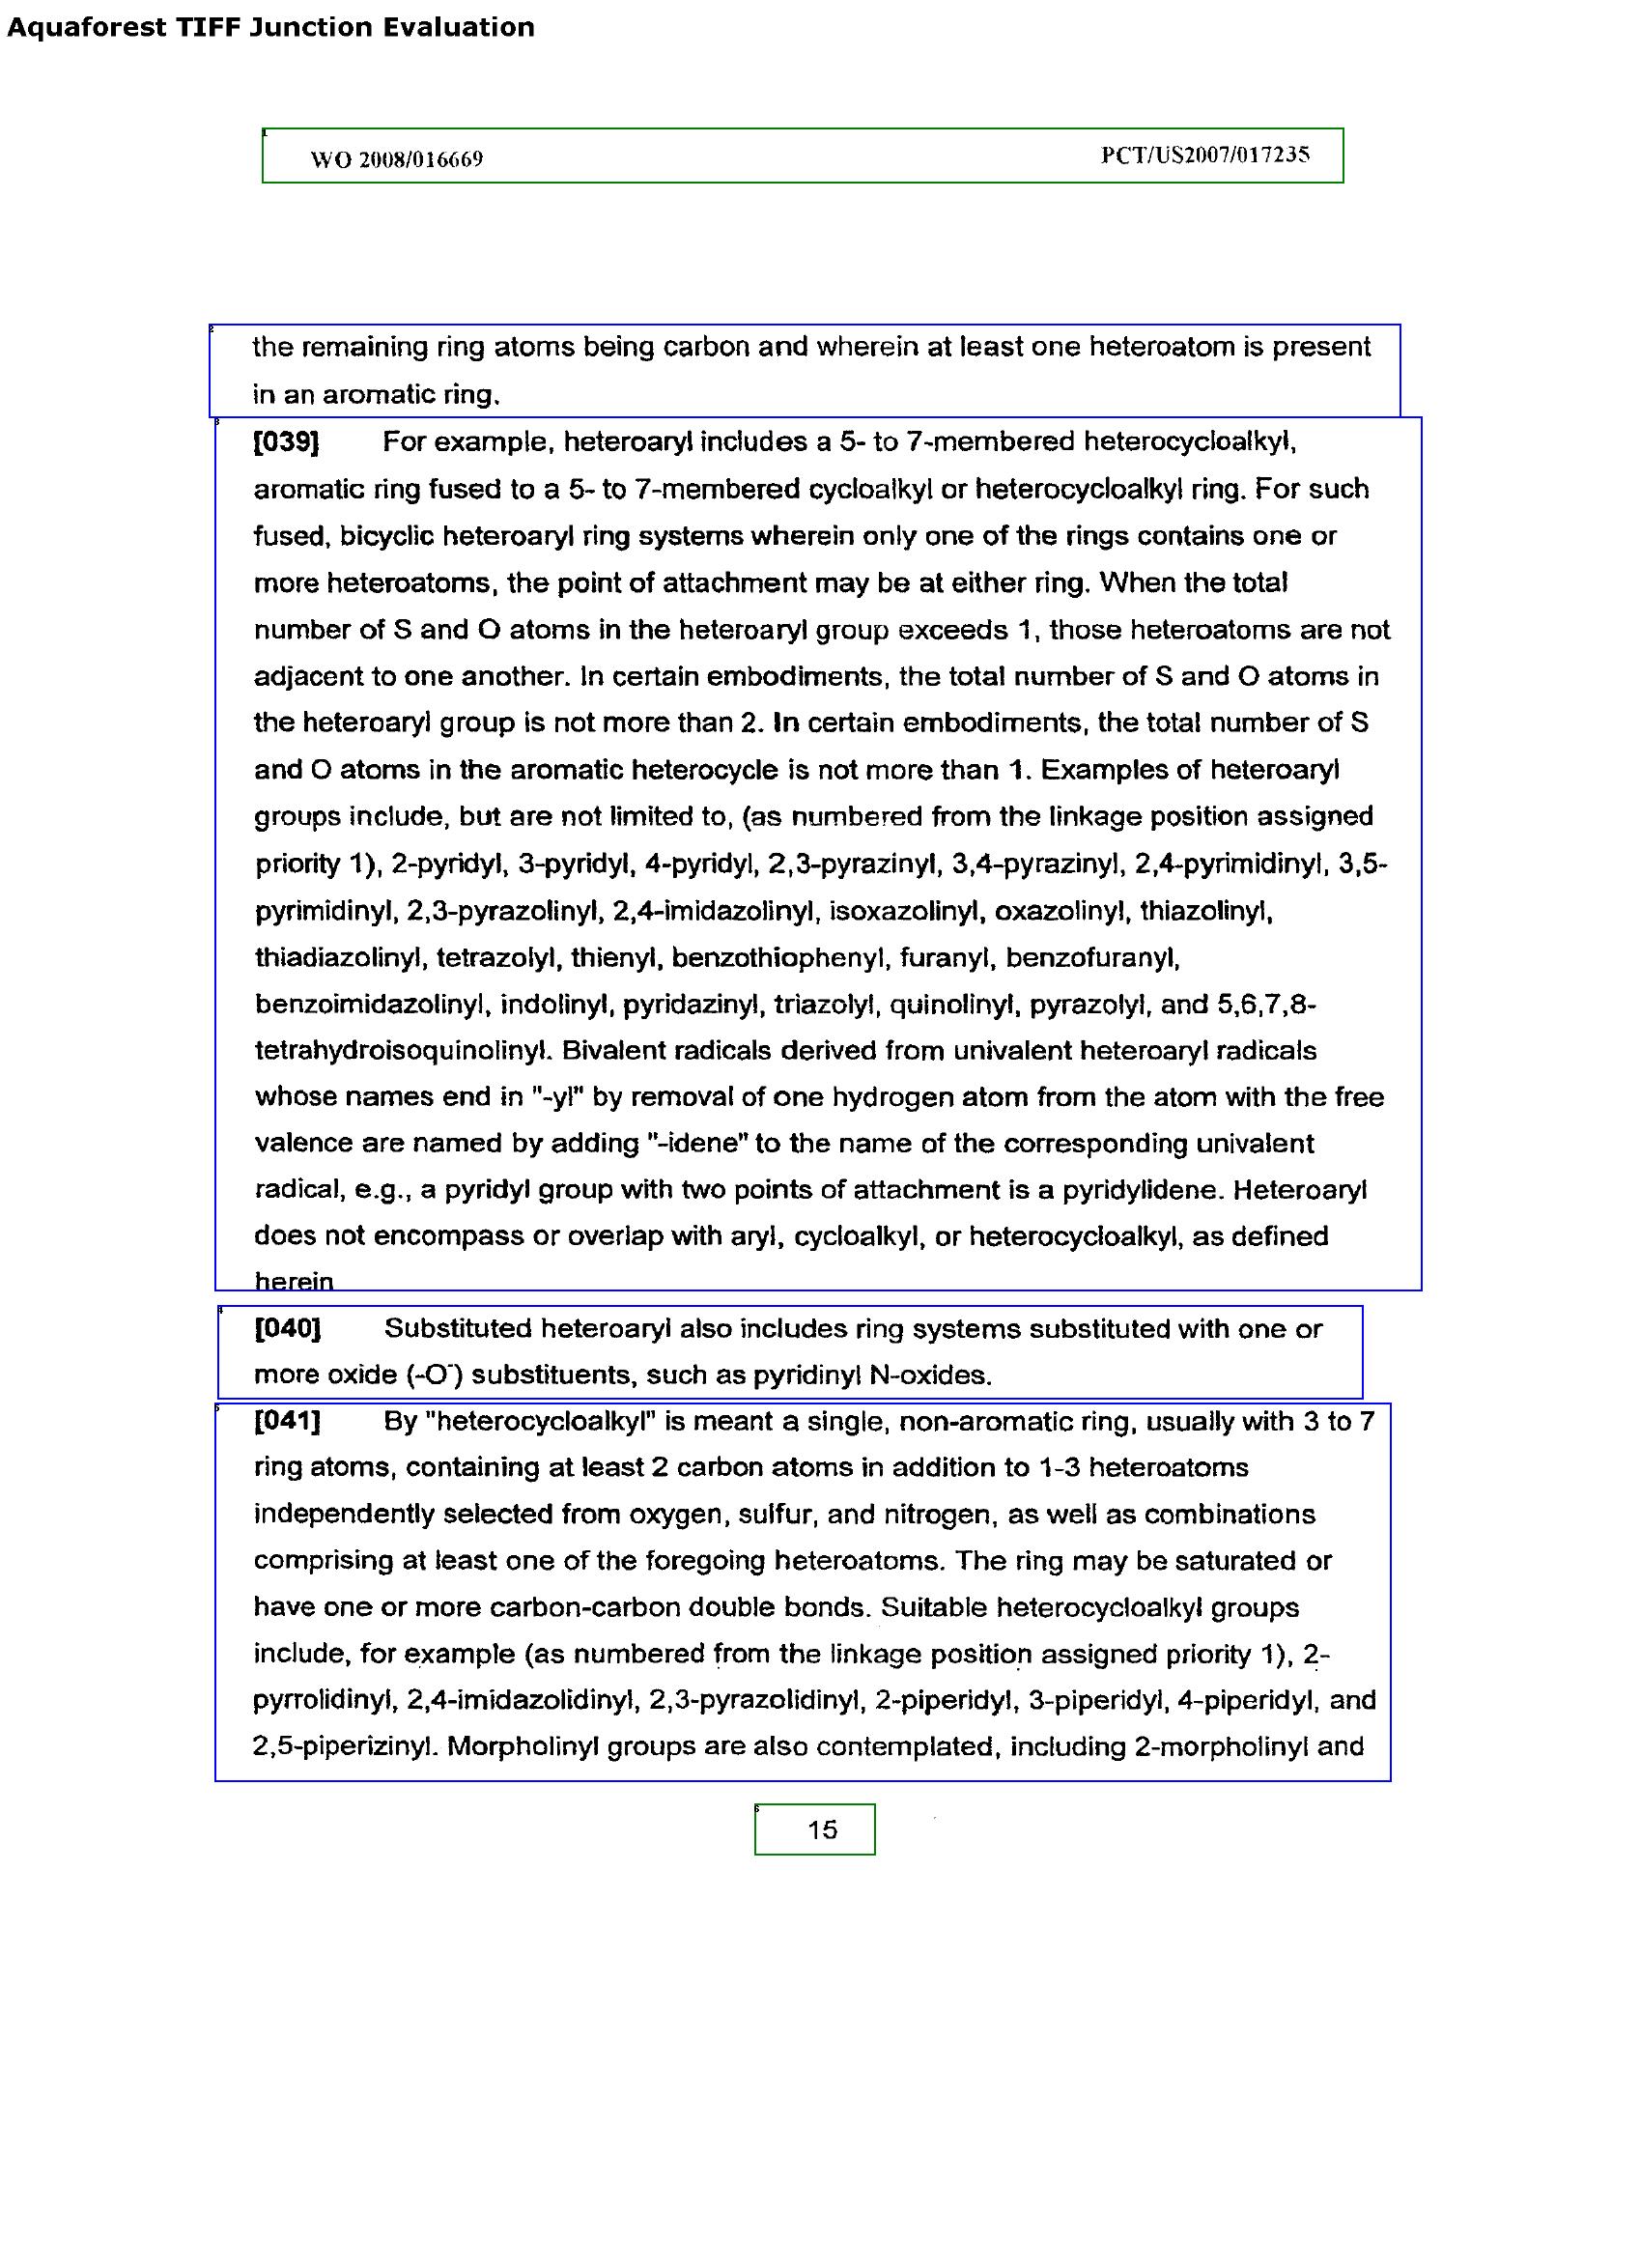 Aquaforest TIFF Junction Evaluation
WO 2008/016669 PCT/US2007/017235
the remaining ring atoms being carbon and wherein at least one heteroatom is present
in an aromatic ring.
[039] For example, heteroaryl includes a 5- to 7-membered heterocycloalkyl,
aromatic ring fused to a 5- to 7-membered cycloalkyl or heterocycloalkyl ring. For such
fused, bicyclic heteroaryl ring systems wherein only one of the rings contains one or
more heteroatoms, the point of attachment may be at either ring. When the total
number of S and O atoms in the heteroaryl group exceeds 1, those heteroatoms are not
adjacent to one another. In certain embodiments, the total number of S and O atoms in
the heteroaryl group is not more than 2. In certain embodiments, the total number of S
and O atoms in the aromatic heterocycle is not more than 1. Examples of heteroaryl
groups include, but are not limited to, (as numbered from the linkage position assigned
priority 1), 2-pyridyl, 3-pyridyl, 4-pyridyl, 2,3-pyrazinyl, 3,4-pyrazinyl, 2,4-pyrimidinyl, 3,5-
pyrimidinyl, 2,3-pyrazolinyl, 2,4-imidazolinyl, isoxazolinyl, oxazolinyl, thiazolinyl,
thiadiazolinyl, tetrazolyl, thienyl, benzothiophenyl, furanyl, benzofuranyl,
benzoimidazolinyl, indolinyl, pyridazinyl, triazolyl, quinolinyl, pyrazolyl, and 5,6,7,8-
tetrahydroisoquinolinyl. Bivalent radicals derived from univalent heteroaryl radicals
whose names end in "-yl" by removal of one hydrogen atom from the atom with the free
valence are named by adding "-idene" to the name of the corresponding univalent
radical, e.g., a pyridyl group with two points of attachment is a pyridylidene. Heteroaryl
does not encompass or overlap with aryl, cycloalkyl, or heterocycloalkyl, as defined
herein
[040] Substituted heteroaryl also includes ring systems substituted with one or
more oxide (-O⁻) substituents, such as pyridinyl N-oxides.
[041] By "heterocycloalkyl" is meant a single, non-aromatic ring, usually with 3 to 7
ring atoms, containing at least 2 carbon atoms in addition to 1-3 heteroatoms
independently selected from oxygen, sulfur, and nitrogen, as well as combinations
comprising at least one of the foregoing heteroatoms. The ring may be saturated or
have one or more carbon-carbon double bonds. Suitable heterocycloalkyl groups
include, for example (as numbered from the linkage position assigned priority 1), 2-
pyrrolidinyl, 2,4-imidazolidinyl, 2,3-pyrazolidinyl, 2-piperidyl, 3-piperidyl, 4-piperidyl, and
2,5-piperizinyl. Morpholinyl groups are also contemplated, including 2-morpholinyl and
15